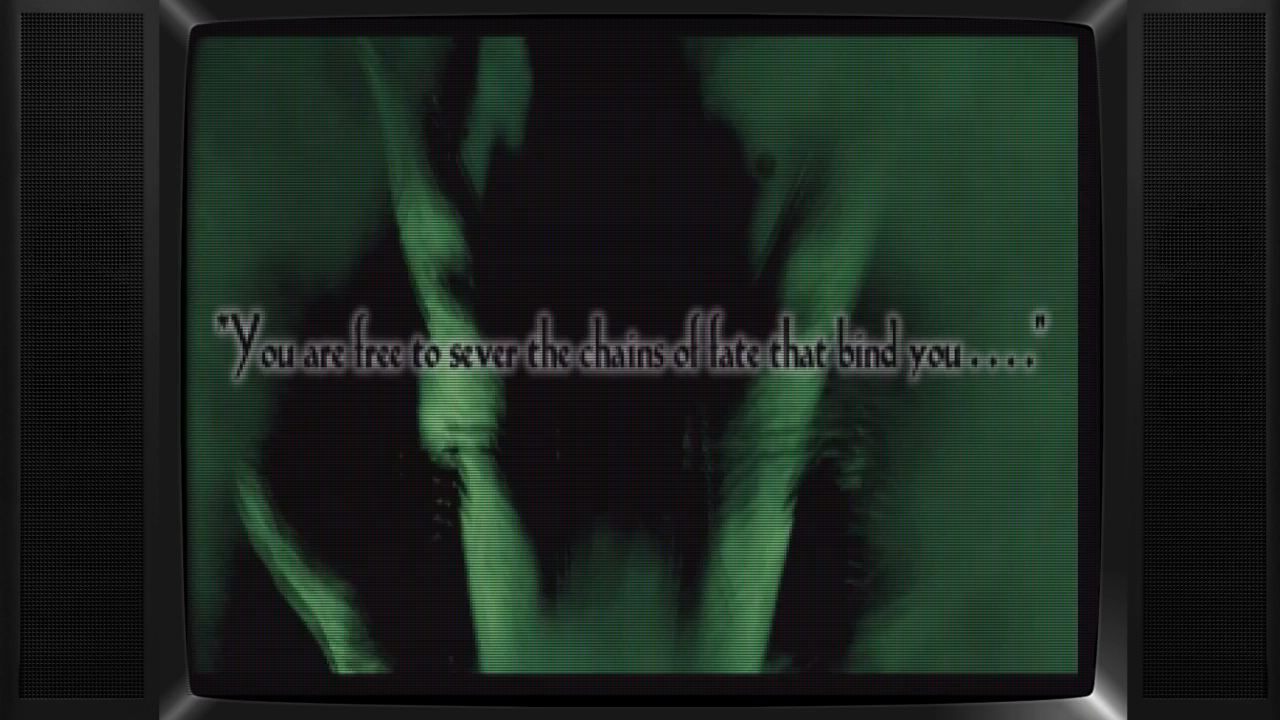 "You are free to sever the chains of fate that bind you . . . ."